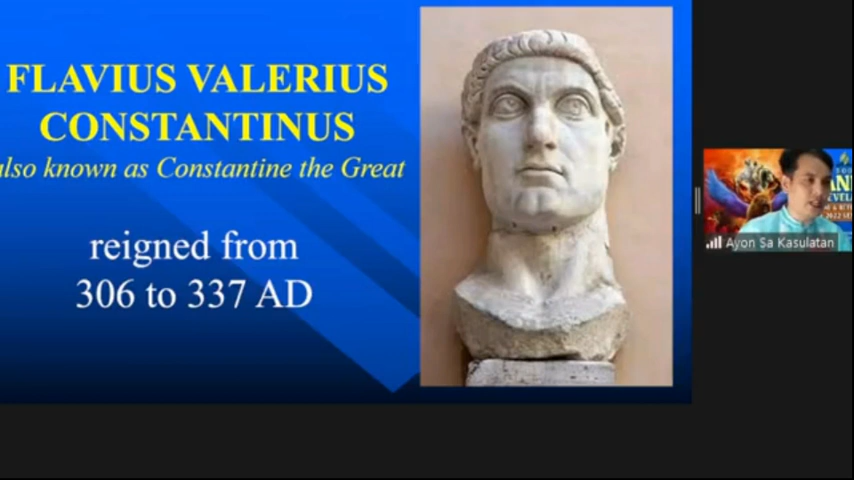 FLAVIUS VALERIUS
CONSTANTINUS
also known as Constantine the Great
reigned from
306 to 337 AD
Ayon Sa Kasulatan